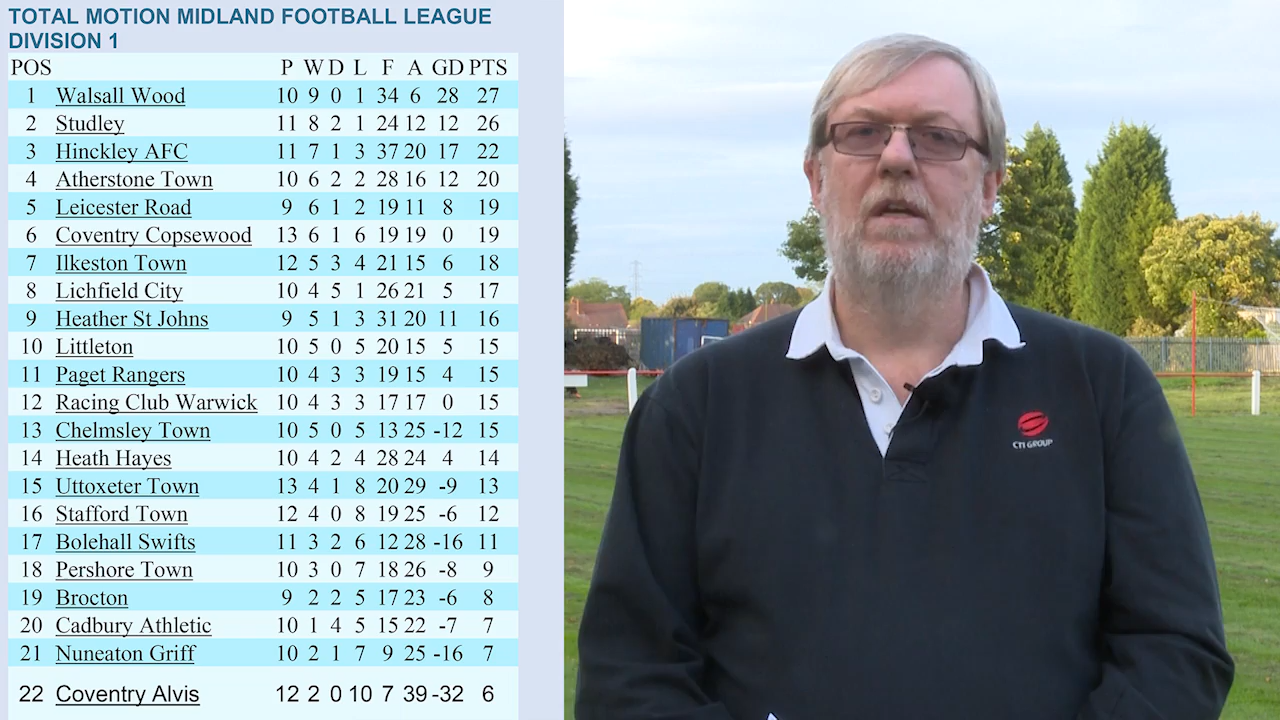 TOTAL MOTION MIDLAND FOOTBALL LEAGUE
DIVISION 1
POS P W D L F A GD PTS
1 Walsall Wood 10 9 0 1 34 6 28 27
2 Studley 11 8 2 1 24 12 12 26
3 Hinckley AFC 11 7 1 3 37 20 17 22
4 Atherstone Town 10 6 2 2 28 16 12 20
5 Leicester Road 9 6 1 2 19 11 8 19
6 Coventry Copsewood 13 6 1 6 19 19 0 19
7 Ilkeston Town 12 5 3 4 21 15 6 18
8 Lichfield City 10 4 5 1 26 21 5 17
9 Heather St Johns 9 5 1 3 31 20 11 16
10 Littleton 10 5 0 5 20 15 5 15
11 Paget Rangers 10 4 3 3 19 15 4 15
12 Racing Club Warwick 10 4 3 3 17 17 0 15
13 Chelmsley Town 10 5 0 5 13 25 -12 15
14 Heath Hayes 10 4 2 4 28 24 4 14
15 Uttoxeter Town 13 4 1 8 20 29 -9 13
16 Stafford Town 12 4 0 8 19 25 -6 12
17 Bolehall Swifts 11 3 2 6 12 28 -16 11
18 Pershore Town 10 3 0 7 18 26 -8 9
19 Brocton 9 2 2 5 17 23 -6 8
20 Cadbury Athletic 10 1 4 5 15 22 -7 7
21 Nuneaton Griff 10 2 1 7 9 25 -16 7
22 Coventry Alvis 12 2 0 10 7 39 -32 6
CTI GROUP